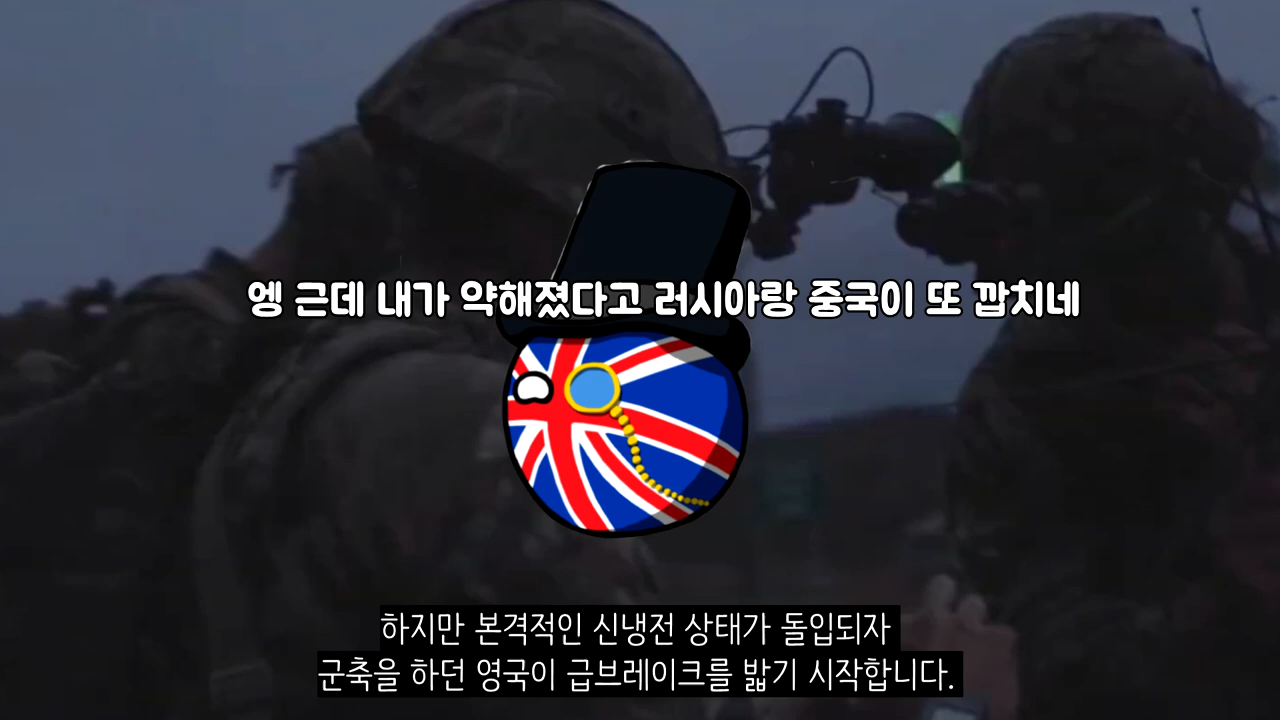 엥 근데 내가 약해졌다고 러시아랑 중국이 또 깝치네
하지만 본격적인 신냉전 상태가 돌입되자
군축을 하던 영국이 급브레이크를 밟기 시작합니다.